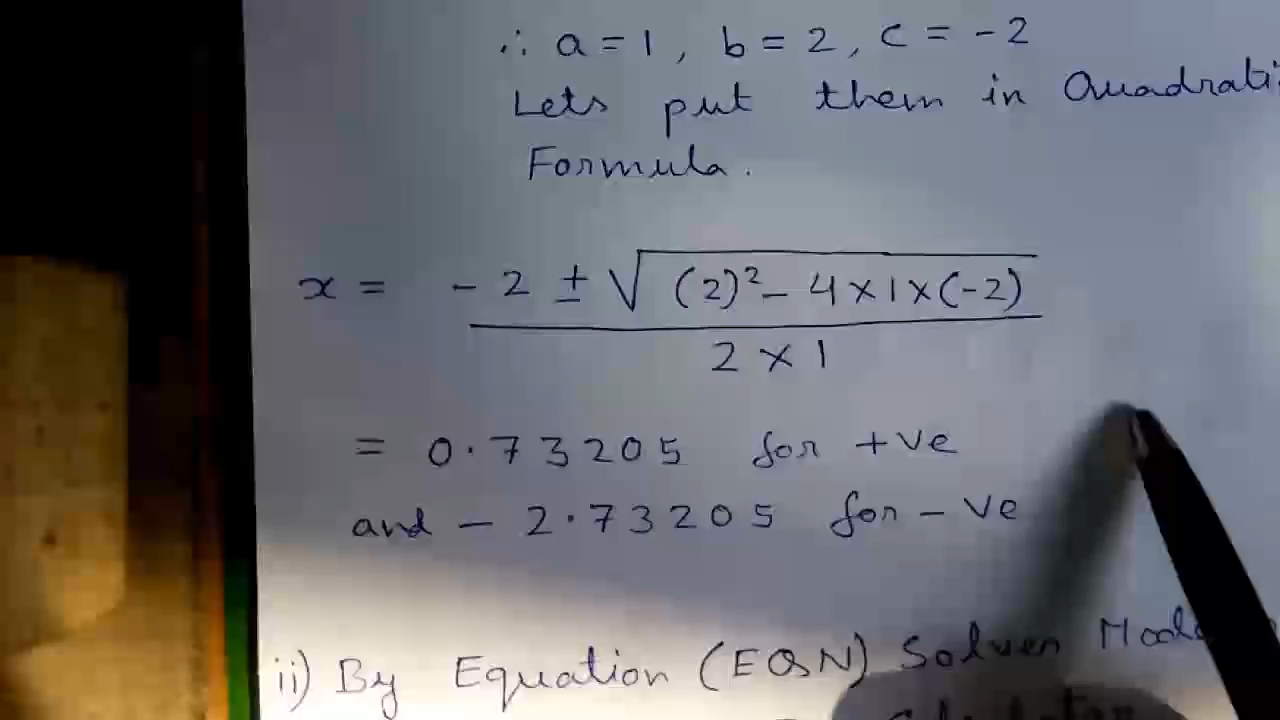 ∴ a = 1, b = 2, c = -2
Lets put them in Quadrati
Formula.
x = - 2 ± √(2)² - 4 × 1 × (-2)
2 × 1
= 0.73205 for +ve
and - 2.73205 for - ve
ii) By Equation (EQN) Solver Mode